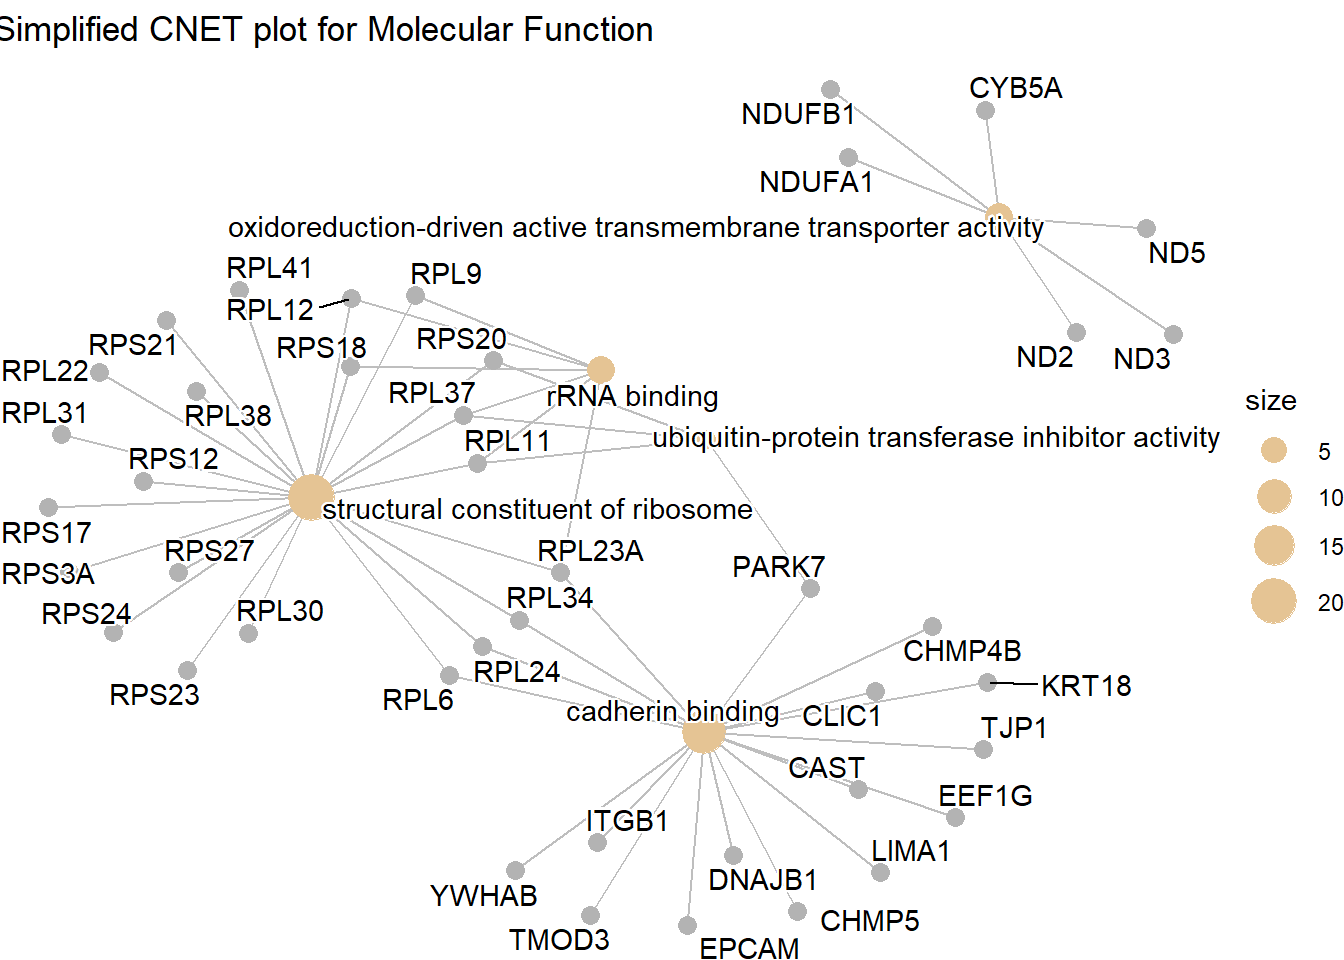 Simplified CNET plot for Molecular Function
CYB5A
NDUFB1
NDUFA1
oxidoreduction-driven active transmembrane transporter activity
ND5
RPL41
RPL9
RPL12
RPS20
RPS21
RPS18
ND2
ND3
RPL22
RPL37
rRNA binding
size
RPL31
RPL38
RPL11
ubiquitin-protein transferase inhibitor activity
5
RPS12
10
structural constituent of ribosome
RPS17
RPS27
RPL23A
15
RPS3A
PARK7
RPL34
20
RPS24
RPL30
CHMP4B
RPL24
KRT18
RPS23
RPL6
cadherin binding
CLIC1
TJP1
CAST
EEF1G
ITGB1
LIMA1
DNAJB1
YWHAB
CHMP5
TMOD3
EPCAM